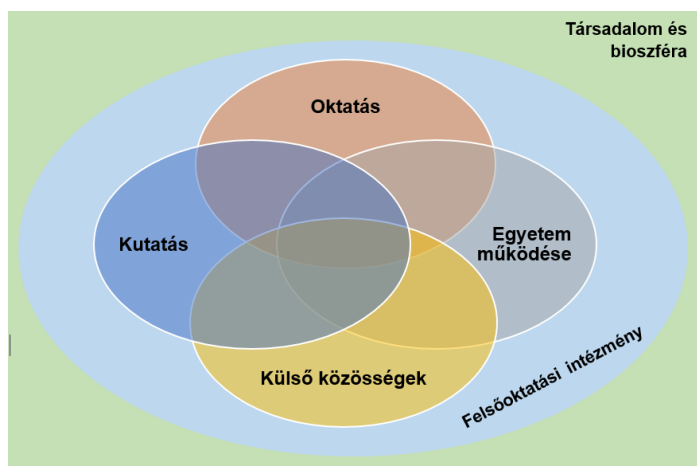 Társadalom és
bioszféra
Oktatás
Kutatás
Egyetem
működése
Külső közösségek
Felsőoktatási intézmény